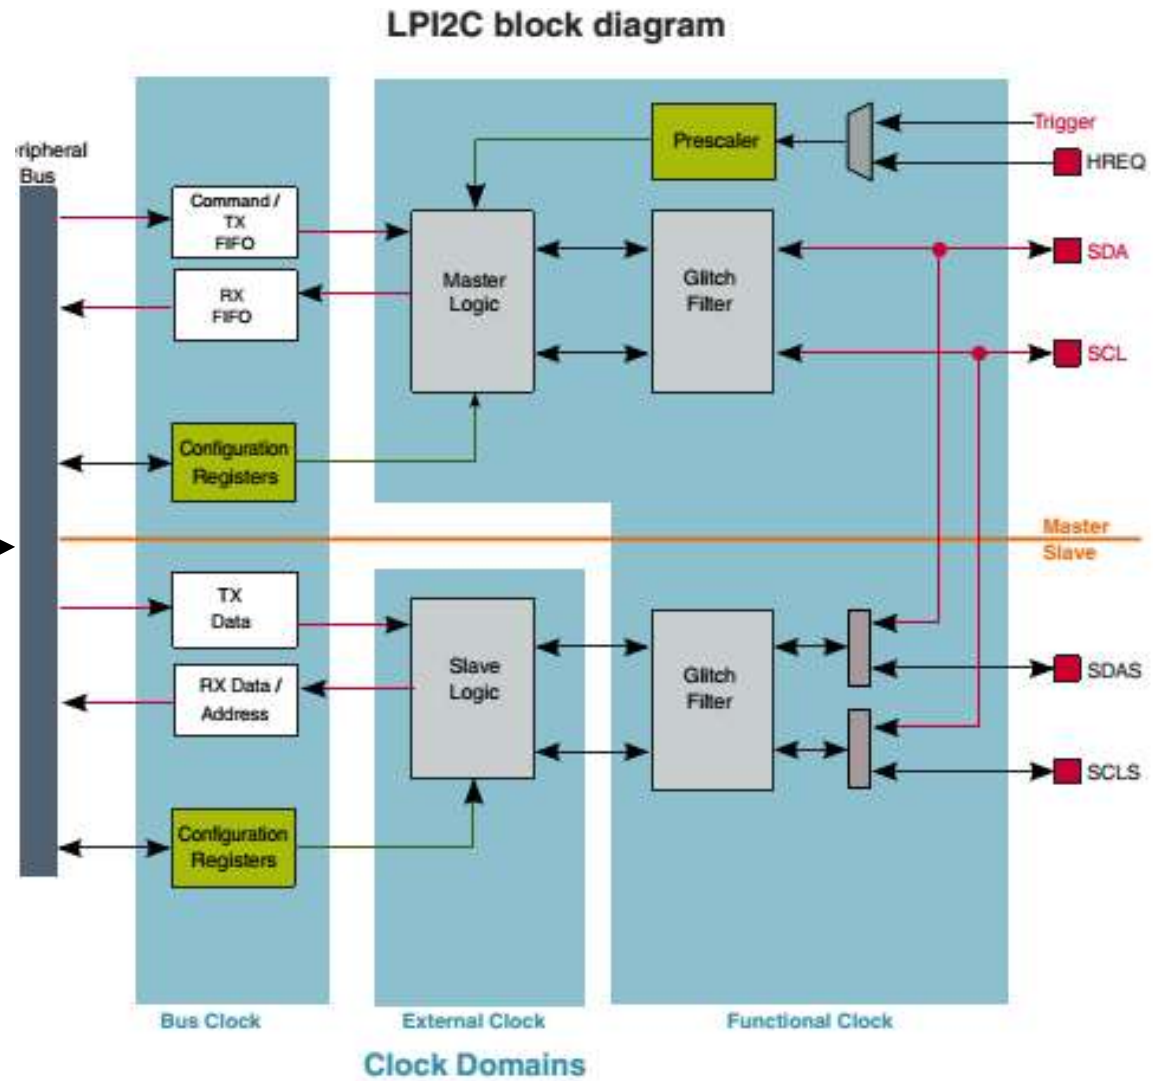 LPI2C block diagram
ripheral
Bus
Command /
TX
FIFO
RX
FIFO
Configuration
Registers
Master
Logic
Prescaler
Glitch
Filter
Trigger
HREQ
SDA
SCL
Master
Slave
TX
Data
RX Data /
Address
Configuration
Registers
Slave
Logic
Glitch
Filter
SDAS
SCLS
Bus Clock
External Clock
Functional Clock
Clock Domains